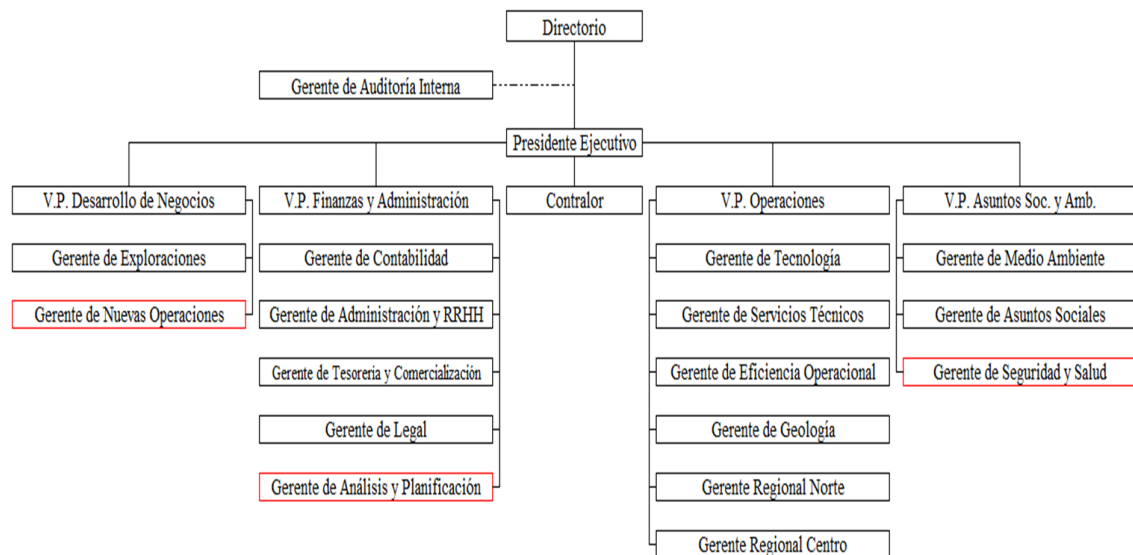 Directorio
Gerente de Auditoría Interna
Presidente Ejecutivo
V.P. Desarrollo de Negocios
V.P. Finanzas y Administración
Contralor
V.P. Operaciones
V.P. Asuntos Soc. y Amb.
Gerente de Exploraciones
Gerente de Contabilidad
Gerente de Tecnología
Gerente de Medio Ambiente
Gerente de Nuevas Operaciones
Gerente de Administración y RRHH
Gerente de Servicios Técnicos
Gerente de Asuntos Sociales
Gerente de Tesorería y Comercialización
Gerente de Eficiencia Operacional
Gerente de Seguridad y Salud
Gerente de Legal
Gerente de Geología
Gerente de Análisis y Planificación
Gerente Regional Norte
Gerente Regional Centro